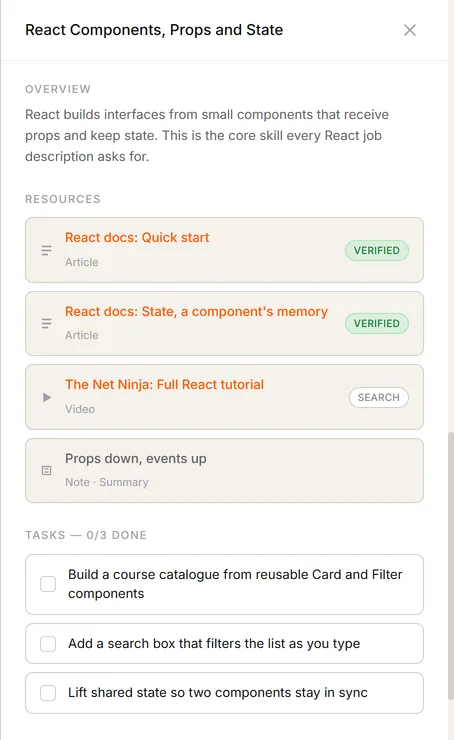 React Components, Props and State
OVERVIEW
React builds interfaces from small components that receive
props and keep state. This is the core skill every React job
description asks for.
RESOURCES
React docs: Quick start
Article
VERIFIED
React docs: State, a component's memory
Article
VERIFIED
The Net Ninja: Full React tutorial
Video
SEARCH
Props down, events up
Note · Summary
TASKS — 0/3 DONE
Build a course catalogue from reusable Card and Filter
components
Add a search box that filters the list as you type
Lift shared state so two components stay in sync